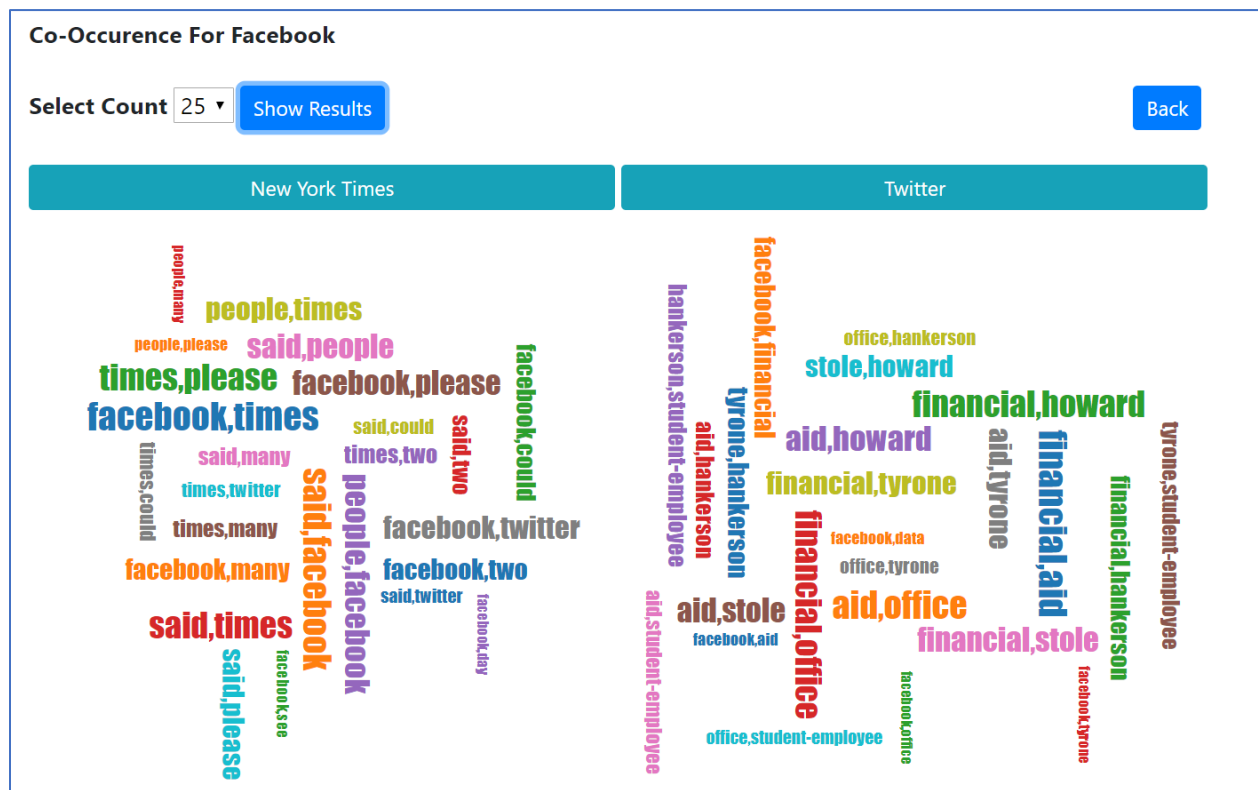 Co-Occurence For Facebook
Select Count 25 Show Results Back
New York Times Twitter
people,many
people,times
people,please
said,people
times,please
facebook,please
facebook,could
facebook,times
said,could
said,two
times,could
said,many
times,two
times,twitter
said,facebook
people,facebook
times,many
facebook,twitter
facebook,many
facebook,two
said,twitter
facebook,day
said,times
said,please
facebook,see
facebook,financial
hankerson,student-employee
office,hankerson
stole,howard
tyrone,hankerson
financial,howard
aid,hankerson
aid,howard
aid,tyrone
financial,aid
tyrone,student-employee
financial,tyrone
financial,hankerson
financial,office
facebook,data
office,tyrone
aid,student-employee
aid,stole
aid,office
facebook,aid
financial,stole
facebook,office
facebook,tyrone
office,student-employee